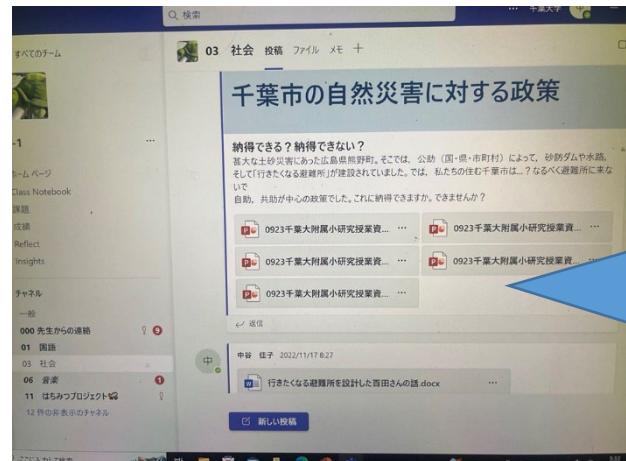 検索
千葉大学
中
すべてのチーム
03 社会 投稿 ファイル メモ +
千葉市の自然災害に対する政策
-1
納得できる?納得できない?
甚大な土砂災害にあった広島県熊野町。そこでは、公助(国・県・市町村)によって、砂防ダムや水路、
そして「行きたくなる避難所」が建設されていました。では、私たちの住む千葉市は…?なるべく避難所に来な
いで
自助、共助が中心の政策でした。これに納得できますか。できませんか?
ホームページ
Class Notebook
課題
成績
Reflect
Insights
0923千葉大附属小研究授業資... ...
0923千葉大附属小研究授業資... ...
0923千葉大附属小研究授業資... ...
0923千葉大附属小研究授業資... ...
0923千葉大附属小研究授業資... ...
返信
チャネル
一般
000 先生からの連絡 9
01 国語
03 社会
06 音楽
11 はちみつプロジェクト
12 件の非表示のチャネル
中
中谷 佳子 2022/11/17 8:27
行きたくなる避難所を設計した百田さんの話.docx ...
新しい投稿